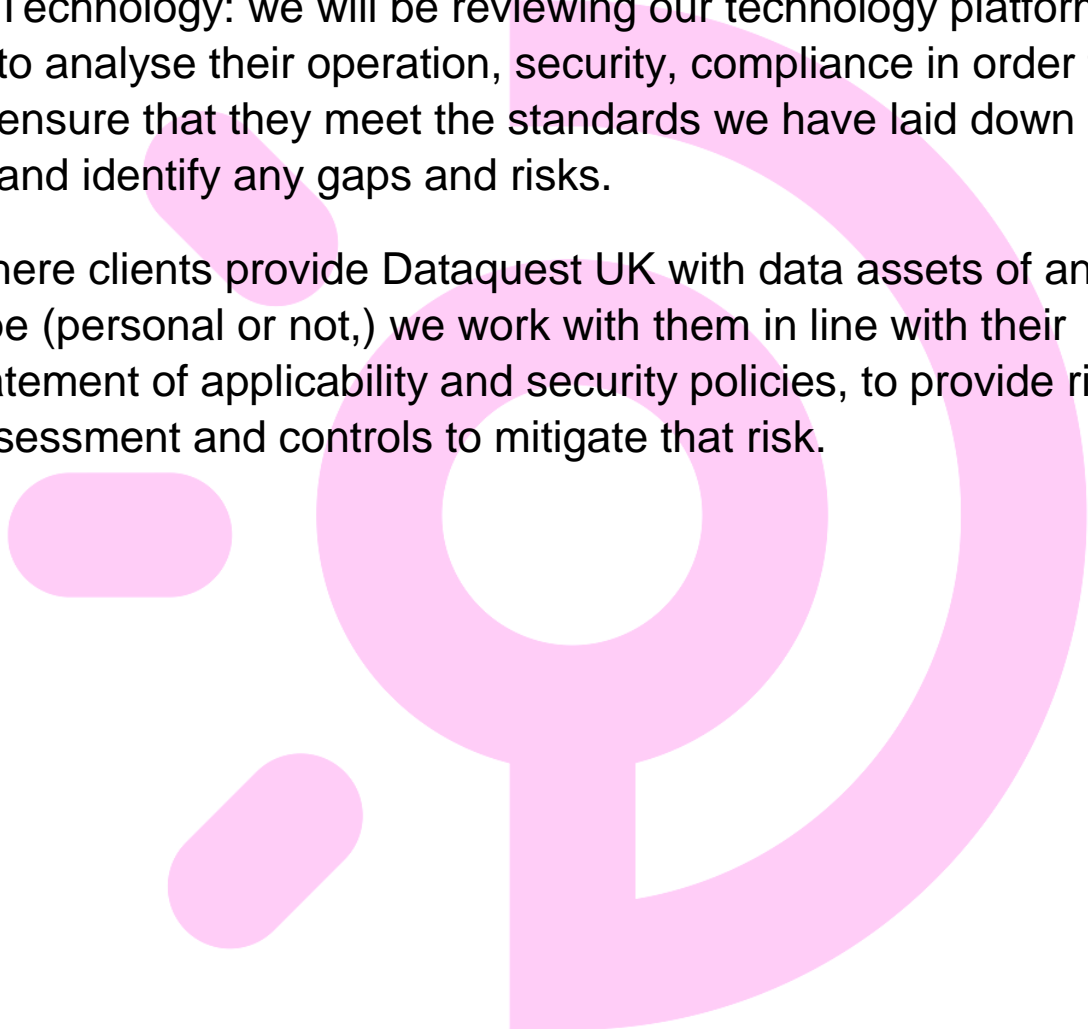 Technology: we will be reviewing our technology platform
to analyse their operation, security, compliance in order
ensure that they meet the standards we have laid down
and identify any gaps and risks.
here clients provide Dataquest UK with data assets of an
pe (personal or not,) we work with them in line with their
atement of applicability and security policies, to provide ri
sessment and controls to mitigate that risk.